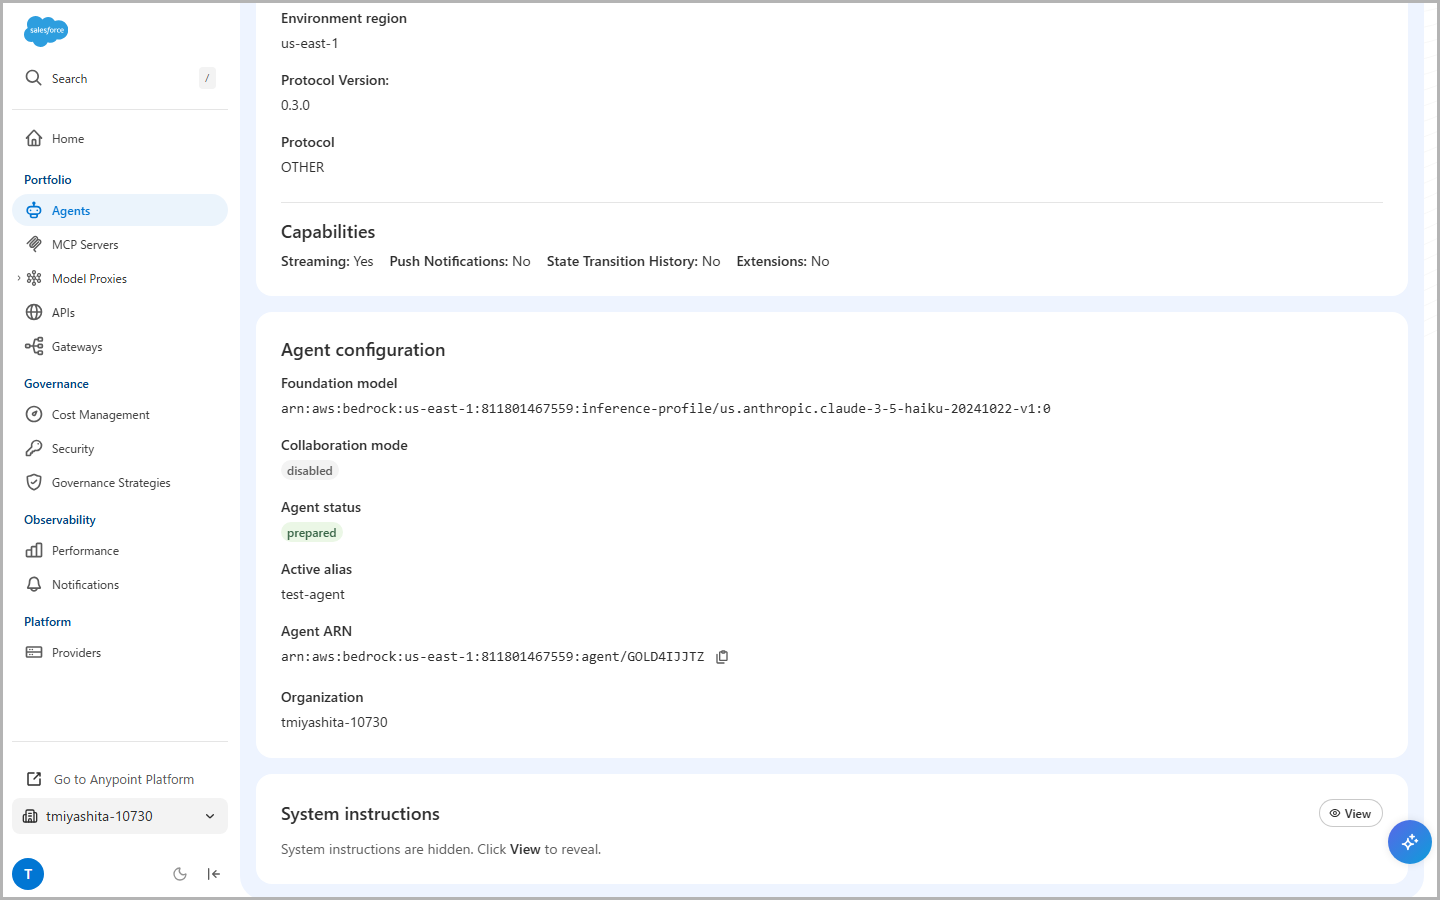 salesforce
Search
/
Home
Portfolio
Agents
MCP Servers
Model Proxies
APIs
Gateways
Governance
Cost Management
Security
Governance Strategies
Observability
Performance
Notifications
Platform
Providers
Go to Anypoint Platform
tmiyashita-10730
T
Environment region
us-east-1
Protocol Version:
0.3.0
Protocol
OTHER
Capabilities
Streaming: Yes Push Notifications: No State Transition History: No Extensions: No
Agent configuration
Foundation model
arn:aws:bedrock:us-east-1:811801467559:inference-profile/us.anthropic.claude-3-5-haiku-20241022-v1:0
Collaboration mode
disabled
Agent status
prepared
Active alias
test-agent
Agent ARN
arn:aws:bedrock:us-east-1:811801467559:agent/GOLD4IJJTZ
Organization
tmiyashita-10730
System instructions
View
System instructions are hidden. Click View to reveal.